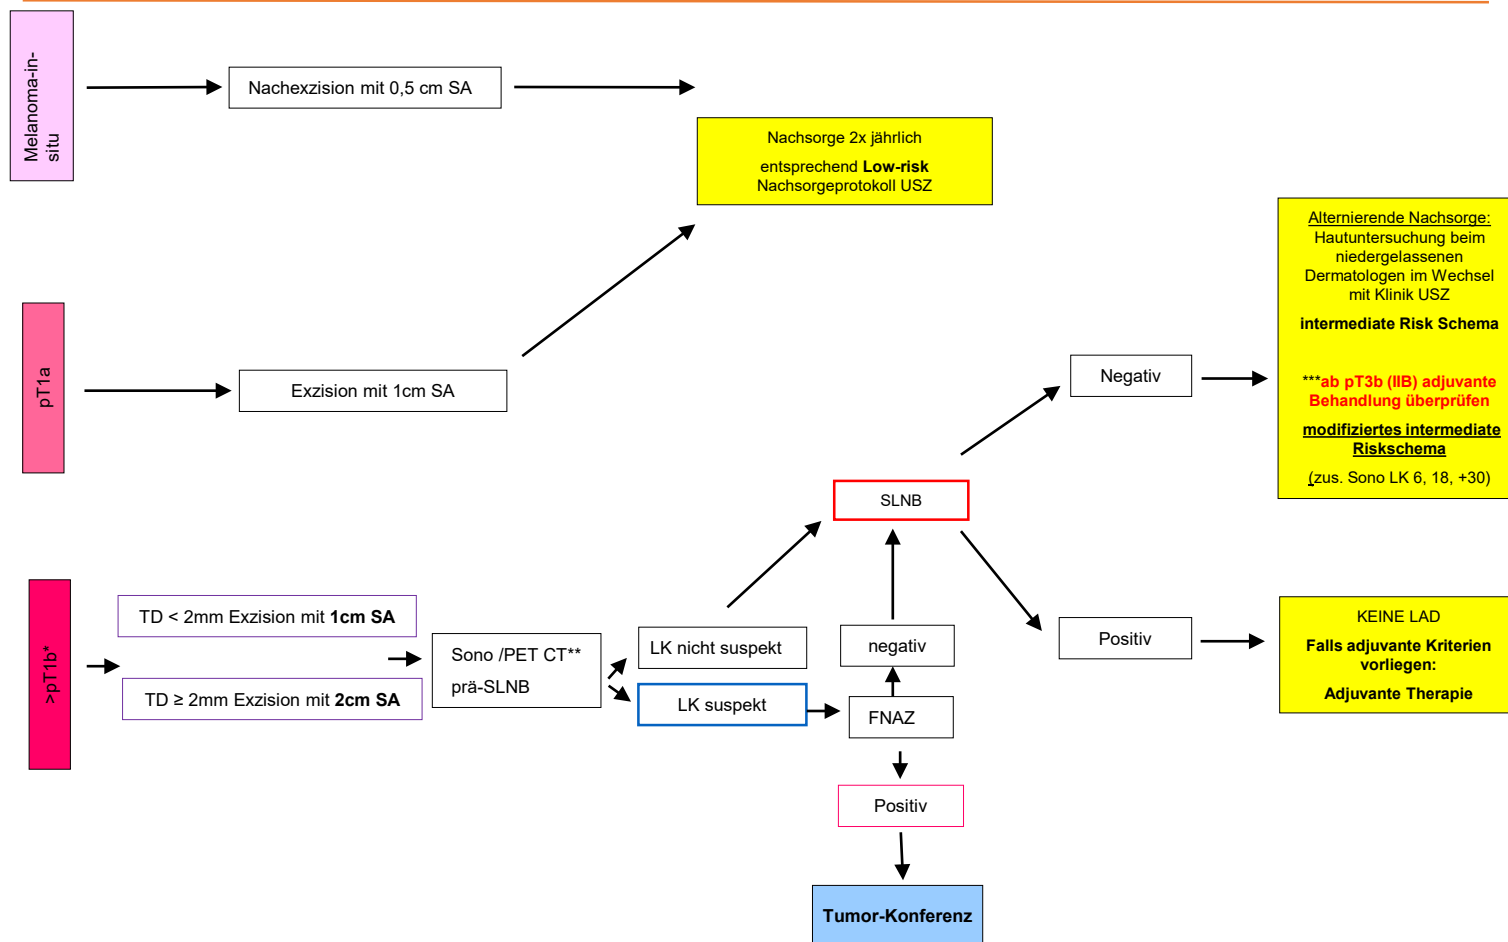 Melanoma-in-
situ
Nachexzision mit 0,5 cm SA
Nachsorge 2x jährlich
entsprechend Low-risk
Nachsorgeprotokoll USZ
pT1a
Exzision mit 1cm SA
Negativ
Alternierende Nachsorge:
Hautuntersuchung beim
niedergelassenen
Dermatologen im Wechsel
mit Klinik USZ
intermediate Risk Schema
***ab pT3b (IIB) adjuvante
Behandlung überprüfen
modifiziertes intermediate
Riskschema
(zus. Sono LK 6, 18, +30)
SLNB
>pT1b*
TD < 2mm Exzision mit 1cm SA
TD ≥ 2mm Exzision mit 2cm SA
Sono /PET CT**
prä-SLNB
LK nicht suspekt
LK suspekt
negativ
FNAZ
Positiv
Tumor-Konferenz
Positiv
KEINE LAD
Falls adjuvante Kriterien
vorliegen:
Adjuvante Therapie